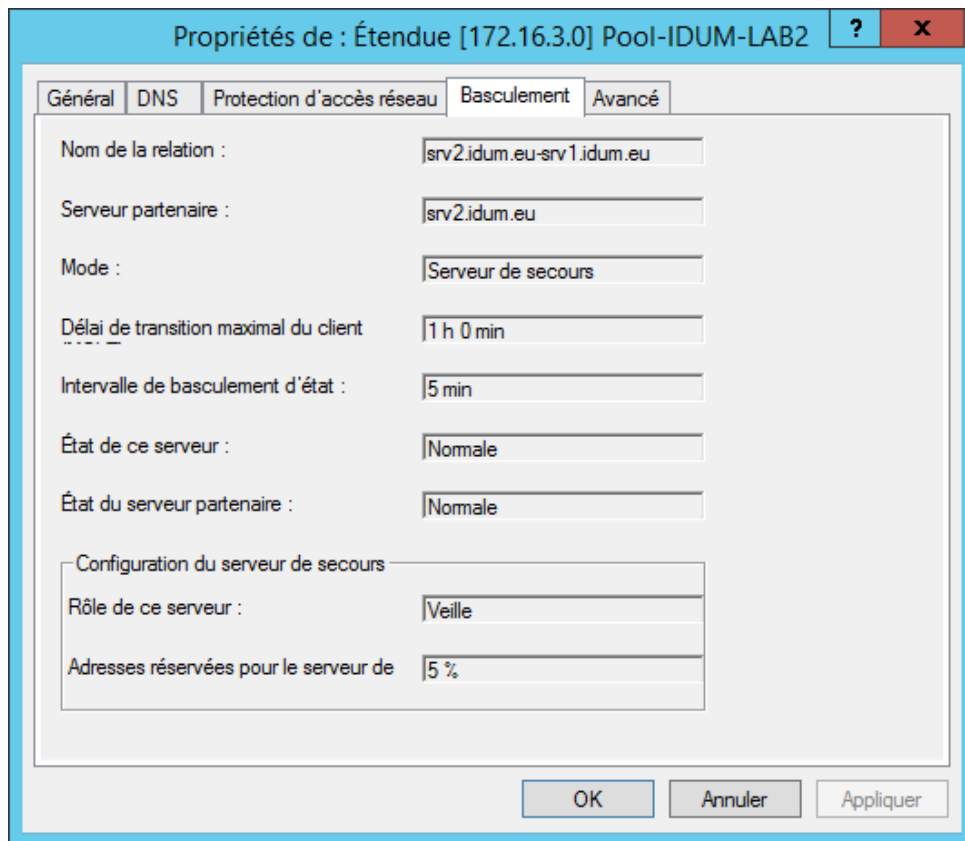 Propriétés de : Étendue [172.16.3.0] Pool-IDUM-LAB2 ? x
Général DNS Protection d'accès réseau Basculement Avancé
Nom de la relation : srv2.idum.eu-srv1.idum.eu
Serveur partenaire : srv2.idum.eu
Mode : Serveur de secours
Délai de transition maximal du client 1 h 0 min
Intervalle de basculement d'état : 5 min
État de ce serveur : Normale
État du serveur partenaire : Normale
Configuration du serveur de secours
Rôle de ce serveur : Veille
Adresses réservées pour le serveur de 5 %
OK Annuler Appliquer